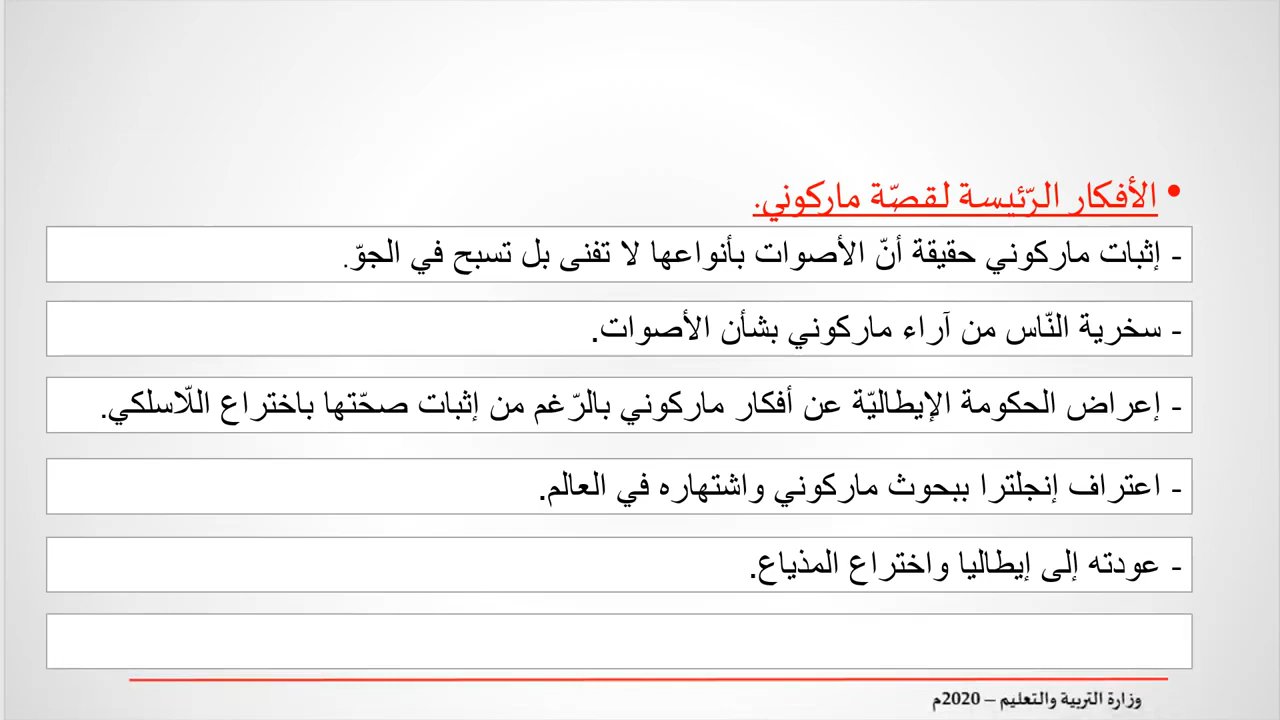 • الأفكار الرّئيسة لقصّة ماركوني.
- إثبات ماركوني حقيقة أنّ الأصوات بأنواعها لا تفنى بل تسبح في الجوّ.
- سخرية النّاس من آراء ماركوني بشأن الأصوات.
- إعراض الحكومة الإيطاليّة عن أفكار ماركوني بالرّغم من إثبات صحّتها باختراع اللّاسلكي.
- اعتراف إنجلترا ببحوث ماركوني واشتهاره في العالم.
- عودته إلى إيطاليا واختراع المذياع.
وزارة التربية والتعليم – 2020م